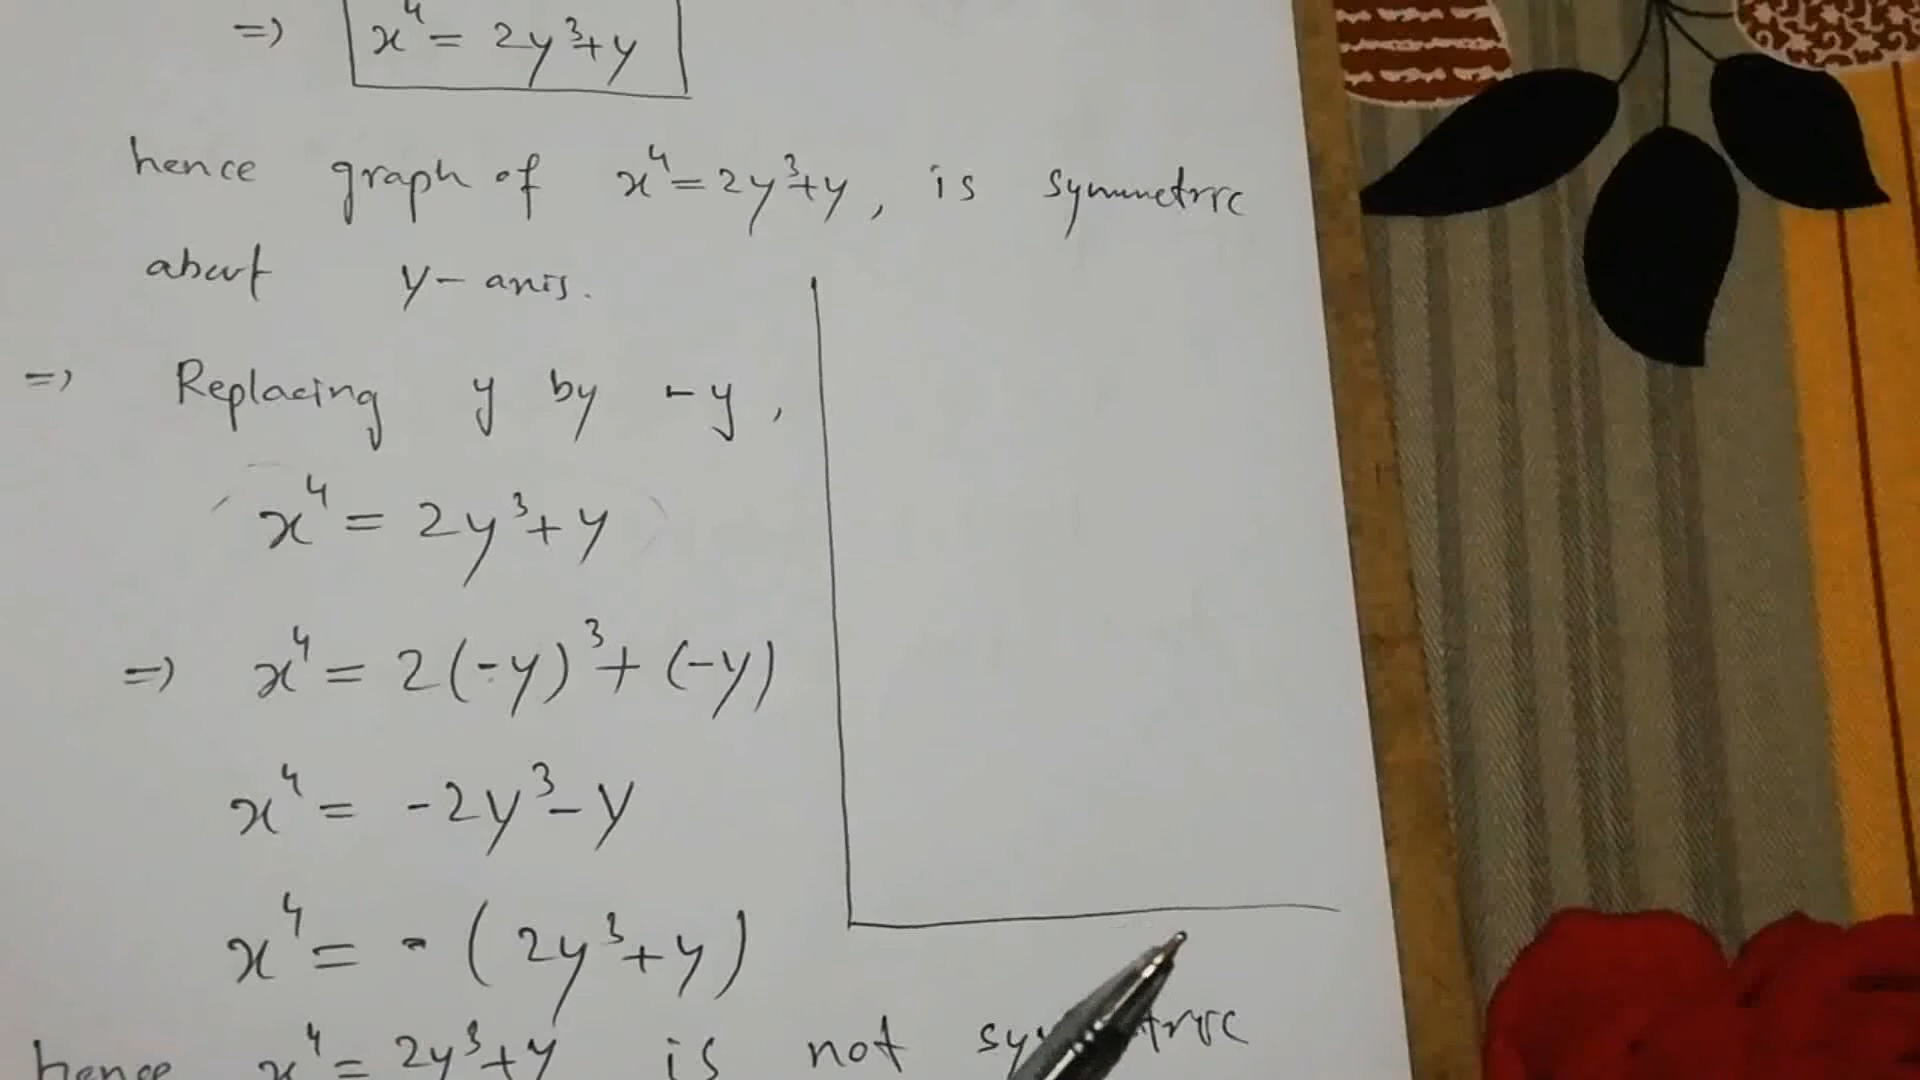 => x⁴ = 2y³+y
hence graph of x⁴=2y³+y, is symmetric
about y-axis.
=> Replacing y by -y,
x⁴ = 2y³+y
=> x⁴ = 2(-y)³+(-y)
x⁴ = -2y³-y
x⁴ = -(2y³+y)
hence x⁴ = 2y³+y is not